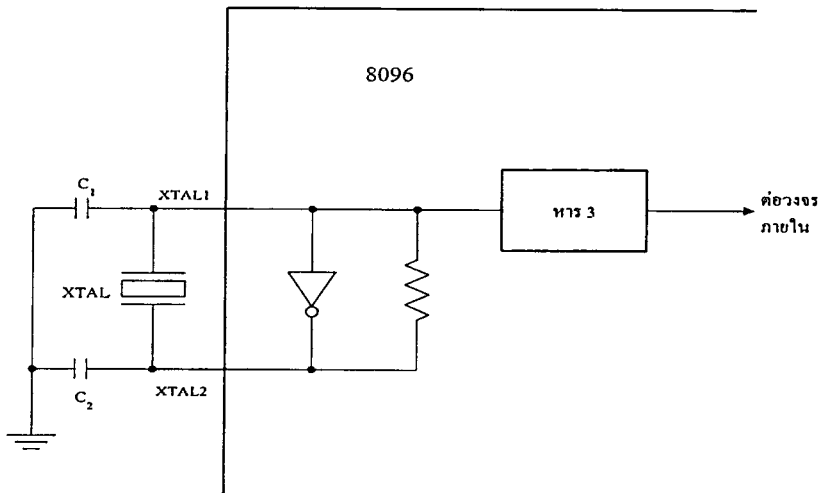 8096
C₁
XTAL1
หาร 3
ต่อวงจร
ภายใน
XTAL
XTAL2
C₂